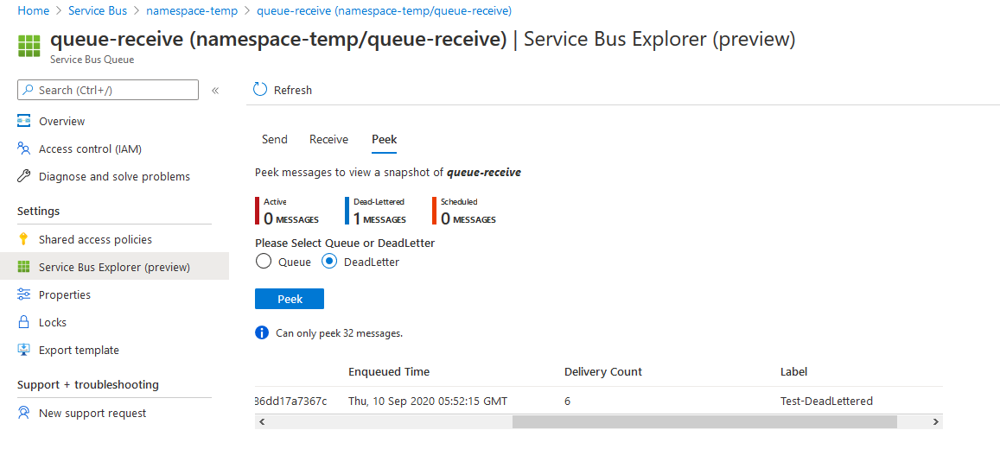 Home > Service Bus > namespace-temp > queue-receive (namespace-temp/queue-receive)
queue-receive (namespace-temp/queue-receive) | Service Bus Explorer (preview)
Service Bus Queue
Search (Ctrl+/)
«
Refresh
Overview
Access control (IAM)
Diagnose and solve problems
Settings
Shared access policies
Service Bus Explorer (preview)
Properties
Locks
Export template
Support + troubleshooting
New support request
Send Receive Peek
Peek messages to view a snapshot of queue-receive
Active Dead-Lettered Scheduled
0 MESSAGES 1 MESSAGES 0 MESSAGES
Please Select Queue or DeadLetter
Queue DeadLetter
Peek
Can only peek 32 messages.
Enqueued Time Delivery Count Label
36dd17a7367c Thu, 10 Sep 2020 05:52:15 GMT 6 Test-DeadLettered